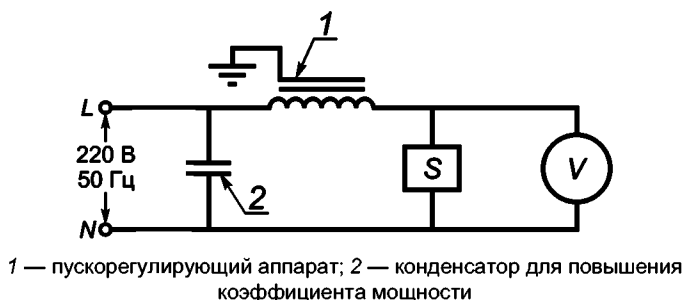 1
L
220 В
50 Гц
2
S
V
N
1 — пускорегулирующий аппарат; 2 — конденсатор для повышения
коэффициента мощности